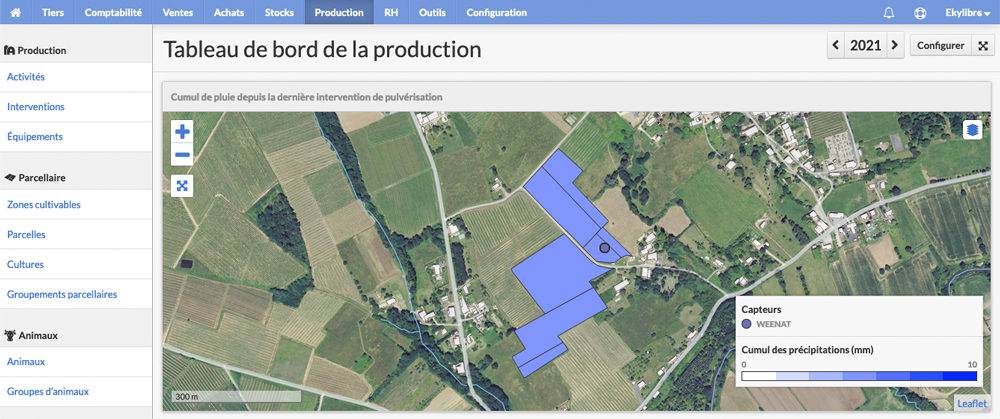 Tiers Comptabilité Ventes Achats Stocks Production RH Outils Configuration Ekylibre
Production
Activités
Interventions
Équipements
Parcellaire
Zones cultivables
Parcelles
Cultures
Groupements parcellaires
Animaux
Animaux
Groupes d'animaux
Tableau de bord de la production
2021
Configurer
Cumul de pluie depuis la dernière intervention de pulvérisation
300 m
Capteurs
WEENAT
Cumul des précipitations (mm)
0 10
Leaflet